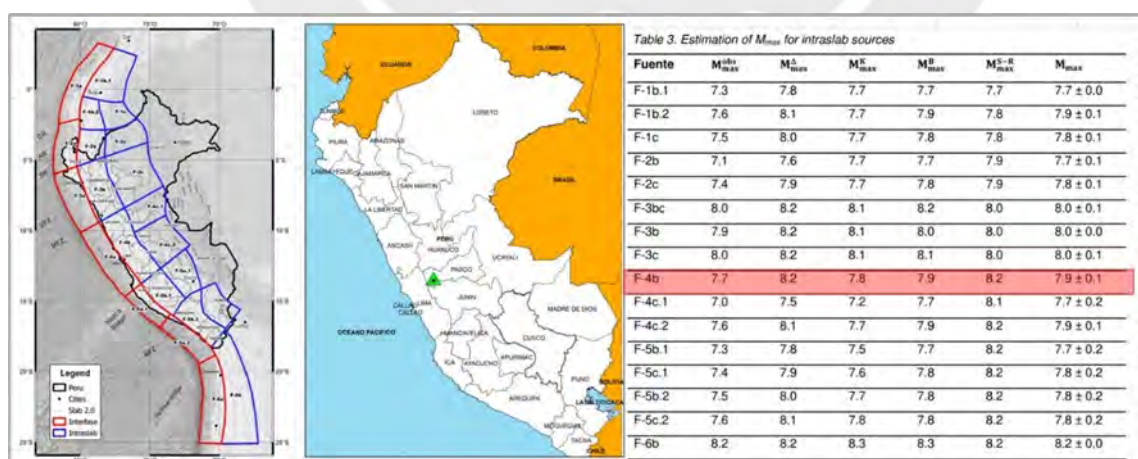 80°O
70°O
0°S
Legend
Peru
Cities
Slab 2.0
Interfase
Intraslab
COLOMBIA
ECUADOR
LORETO
TUMBES
PIURA
AMAZONAS
LAMBAYEQUE
CAJAMARCA
SAN MARTIN
BRASIL
LA LIBERTAD
ANCASH
PERU
HUANUCO
UCAYALI
PASCO
JUNIN
LIMA
CALLAO
CALLAO
MADRE DE DIOS
OCEANO PACIFICO
HUANCAVELICA
CUSCO
ICA
AYACUCHO
APURIMAC
PUNO
AREQUIPA
MOQUEGUA
TACNA
CHILE
Table 3. Estimation of Mmax for intraslab sources
Fuente M obs max M Δ max M K max M B max M S−R max Mmax
F-1b.1 7.3 7.8 7.7 7.7 7.7 7.7 ± 0.0
F-1b.2 7.6 8.1 7.7 7.9 7.8 7.9 ± 0.1
F-1c 7.5 8.0 7.7 7.8 7.8 7.8 ± 0.1
F-2b 7.1 7.6 7.7 7.7 7.9 7.7 ± 0.1
F-2c 7.4 7.9 7.7 7.8 7.9 7.8 ± 0.1
F-3bc 8.0 8.2 8.1 8.2 8.0 8.0 ± 0.1
F-3b 7.9 8.2 8.1 8.0 8.0 8.0 ± 0.0
F-3c 8.0 8.2 8.1 8.1 8.0 8.0 ± 0.1
F-4b 7.7 8.2 7.8 7.9 8.2 7.9 ± 0.1
F-4c.1 7.0 7.5 7.2 7.7 8.1 7.7 ± 0.2
F-4c.2 7.6 8.1 7.7 7.9 8.2 7.9 ± 0.1
F-5b.1 7.3 7.8 7.5 7.7 8.2 7.7 ± 0.2
F-5c.1 7.4 7.9 7.6 7.8 8.2 7.8 ± 0.2
F-5b.2 7.5 8.0 7.7 7.8 8.2 7.8 ± 0.2
F-5c.2 7.6 8.1 7.8 7.8 8.2 7.8 ± 0.2
F-6b 8.2 8.2 8.3 8.3 8.2 8.2 ± 0.0